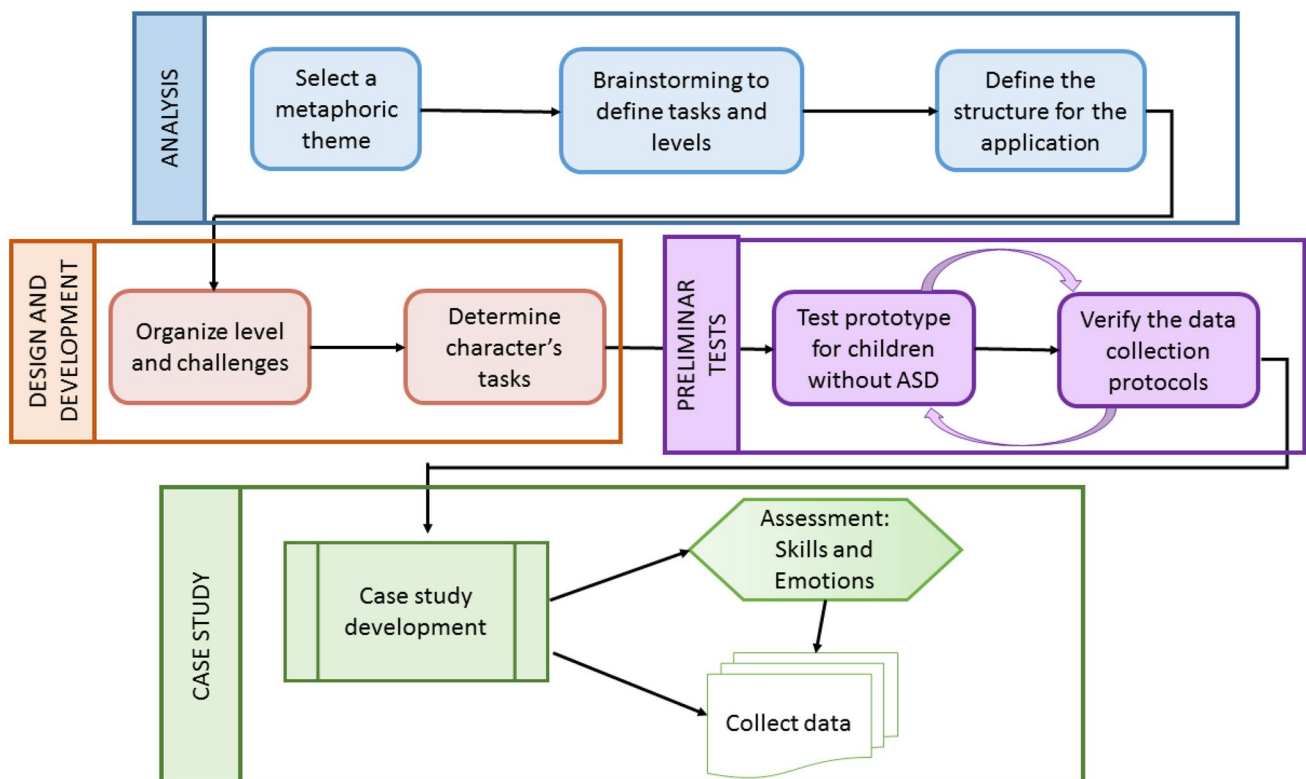 ANALYSIS
Select a
metaphoric
theme
Brainstorming to
define tasks and
levels
Define the
structure for the
application
DESIGN AND
DEVELOPMENT
Organize level
and challenges
Determine
character’s
tasks
PRELIMINAR
TESTS
Test prototype
for children
without ASD
Verify the data
collection
protocols
CASE STUDY
Case study
development
Assessment:
Skills and
Emotions
Collect data